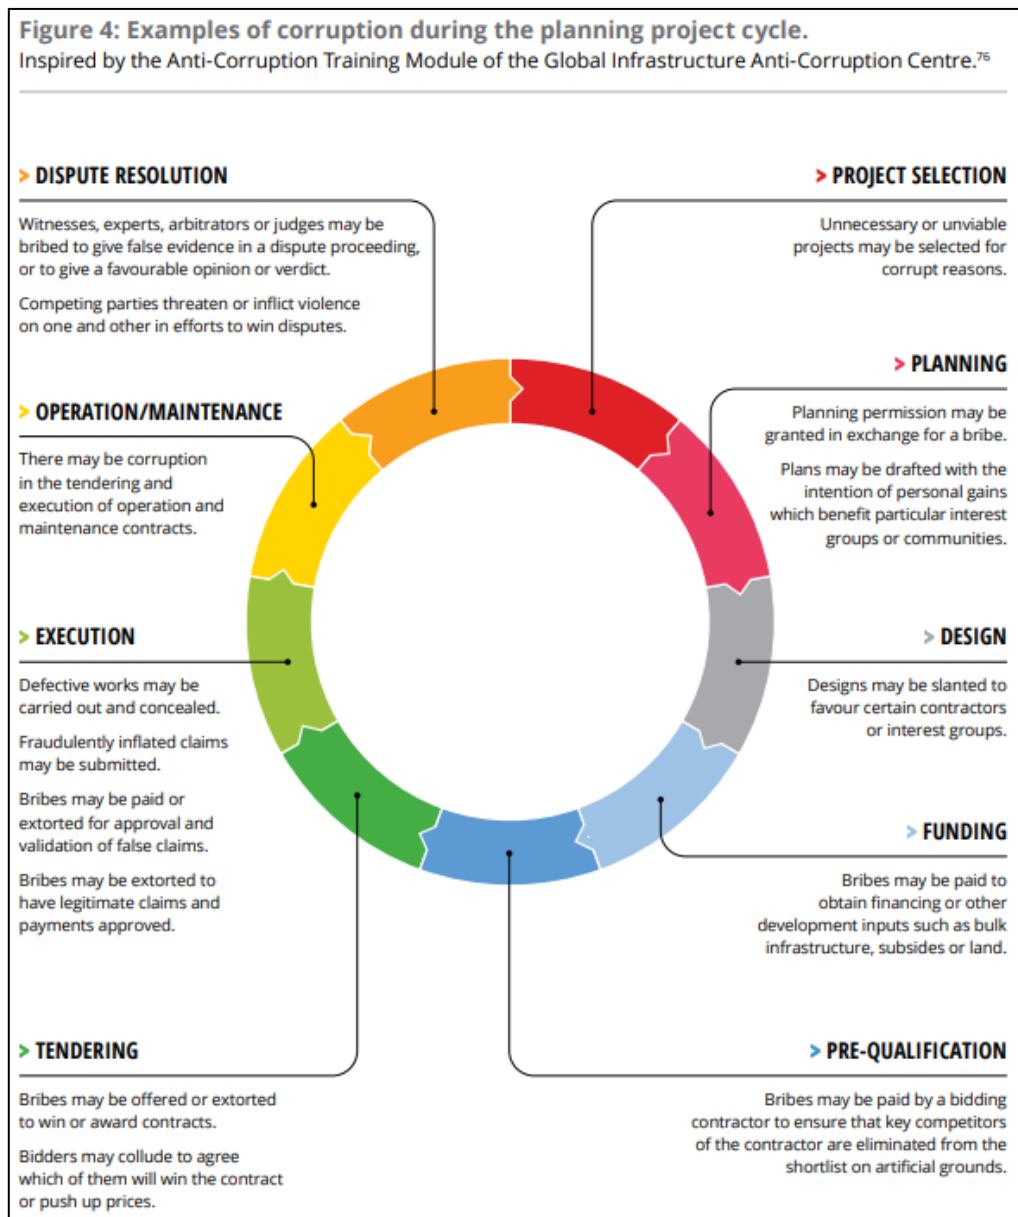 Figure 4: Examples of corruption during the planning project cycle.
Inspired by the Anti-Corruption Training Module of the Global Infrastructure Anti-Corruption Centre.⁷⁶
> DISPUTE RESOLUTION
Witnesses, experts, arbitrators or judges may be
bribed to give false evidence in a dispute proceeding,
or to give a favourable opinion or verdict.
Competing parties threaten or inflict violence
on one and other in efforts to win disputes.
> PROJECT SELECTION
Unnecessary or unviable
projects may be selected for
corrupt reasons.
> PLANNING
Planning permission may be
granted in exchange for a bribe.
Plans may be drafted with the
intention of personal gains
which benefit particular interest
groups or communities.
> OPERATION/MAINTENANCE
There may be corruption
in the tendering and
execution of operation and
maintenance contracts.
> EXECUTION
Defective works may be
carried out and concealed.
Fraudulently inflated claims
may be submitted.
Bribes may be paid or
extorted for approval and
validation of false claims.
Bribes may be extorted to
have legitimate claims and
payments approved.
> DESIGN
Designs may be slanted to
favour certain contractors
or interest groups.
> FUNDING
Bribes may be paid to
obtain financing or other
development inputs such as bulk
infrastructure, subsides or land.
> TENDERING
Bribes may be offered or extorted
to win or award contracts.
Bidders may collude to agree
which of them will win the contract
or push up prices.
> PRE-QUALIFICATION
Bribes may be paid by a bidding
contractor to ensure that key competitors
of the contractor are eliminated from the
shortlist on artificial grounds.